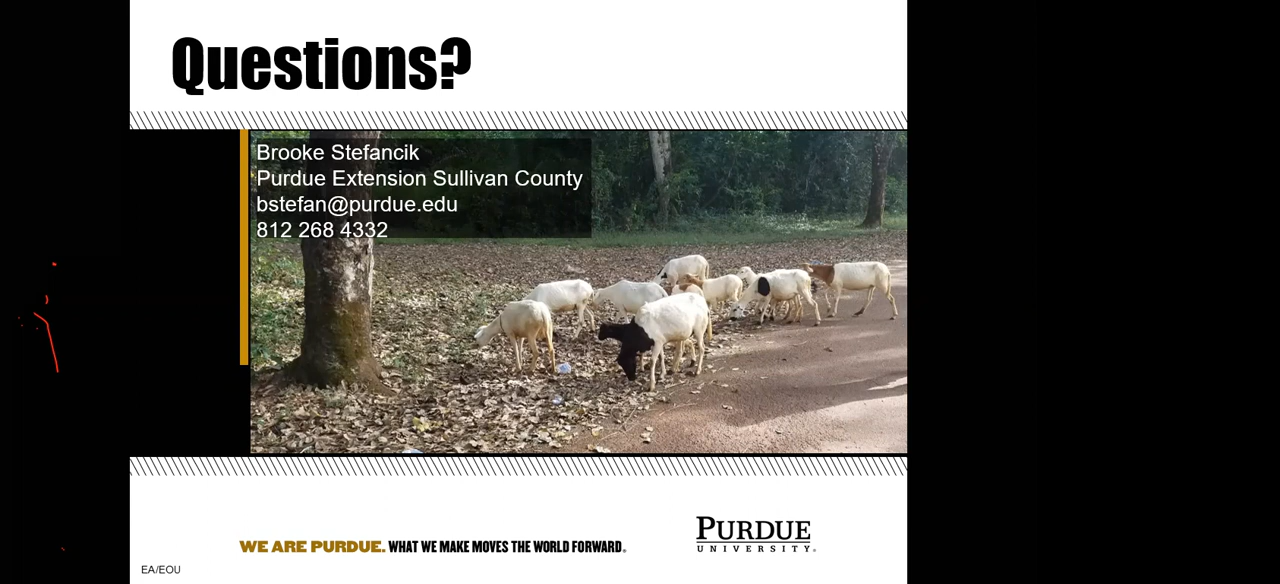 Questions?
Brooke Stefancik
Purdue Extension Sullivan County
bstefan@purdue.edu
812 268 4332
WE ARE PURDUE. WHAT WE MAKE MOVES THE WORLD FORWARD.
PURDUE
UNIVERSITY®
EA/EOU